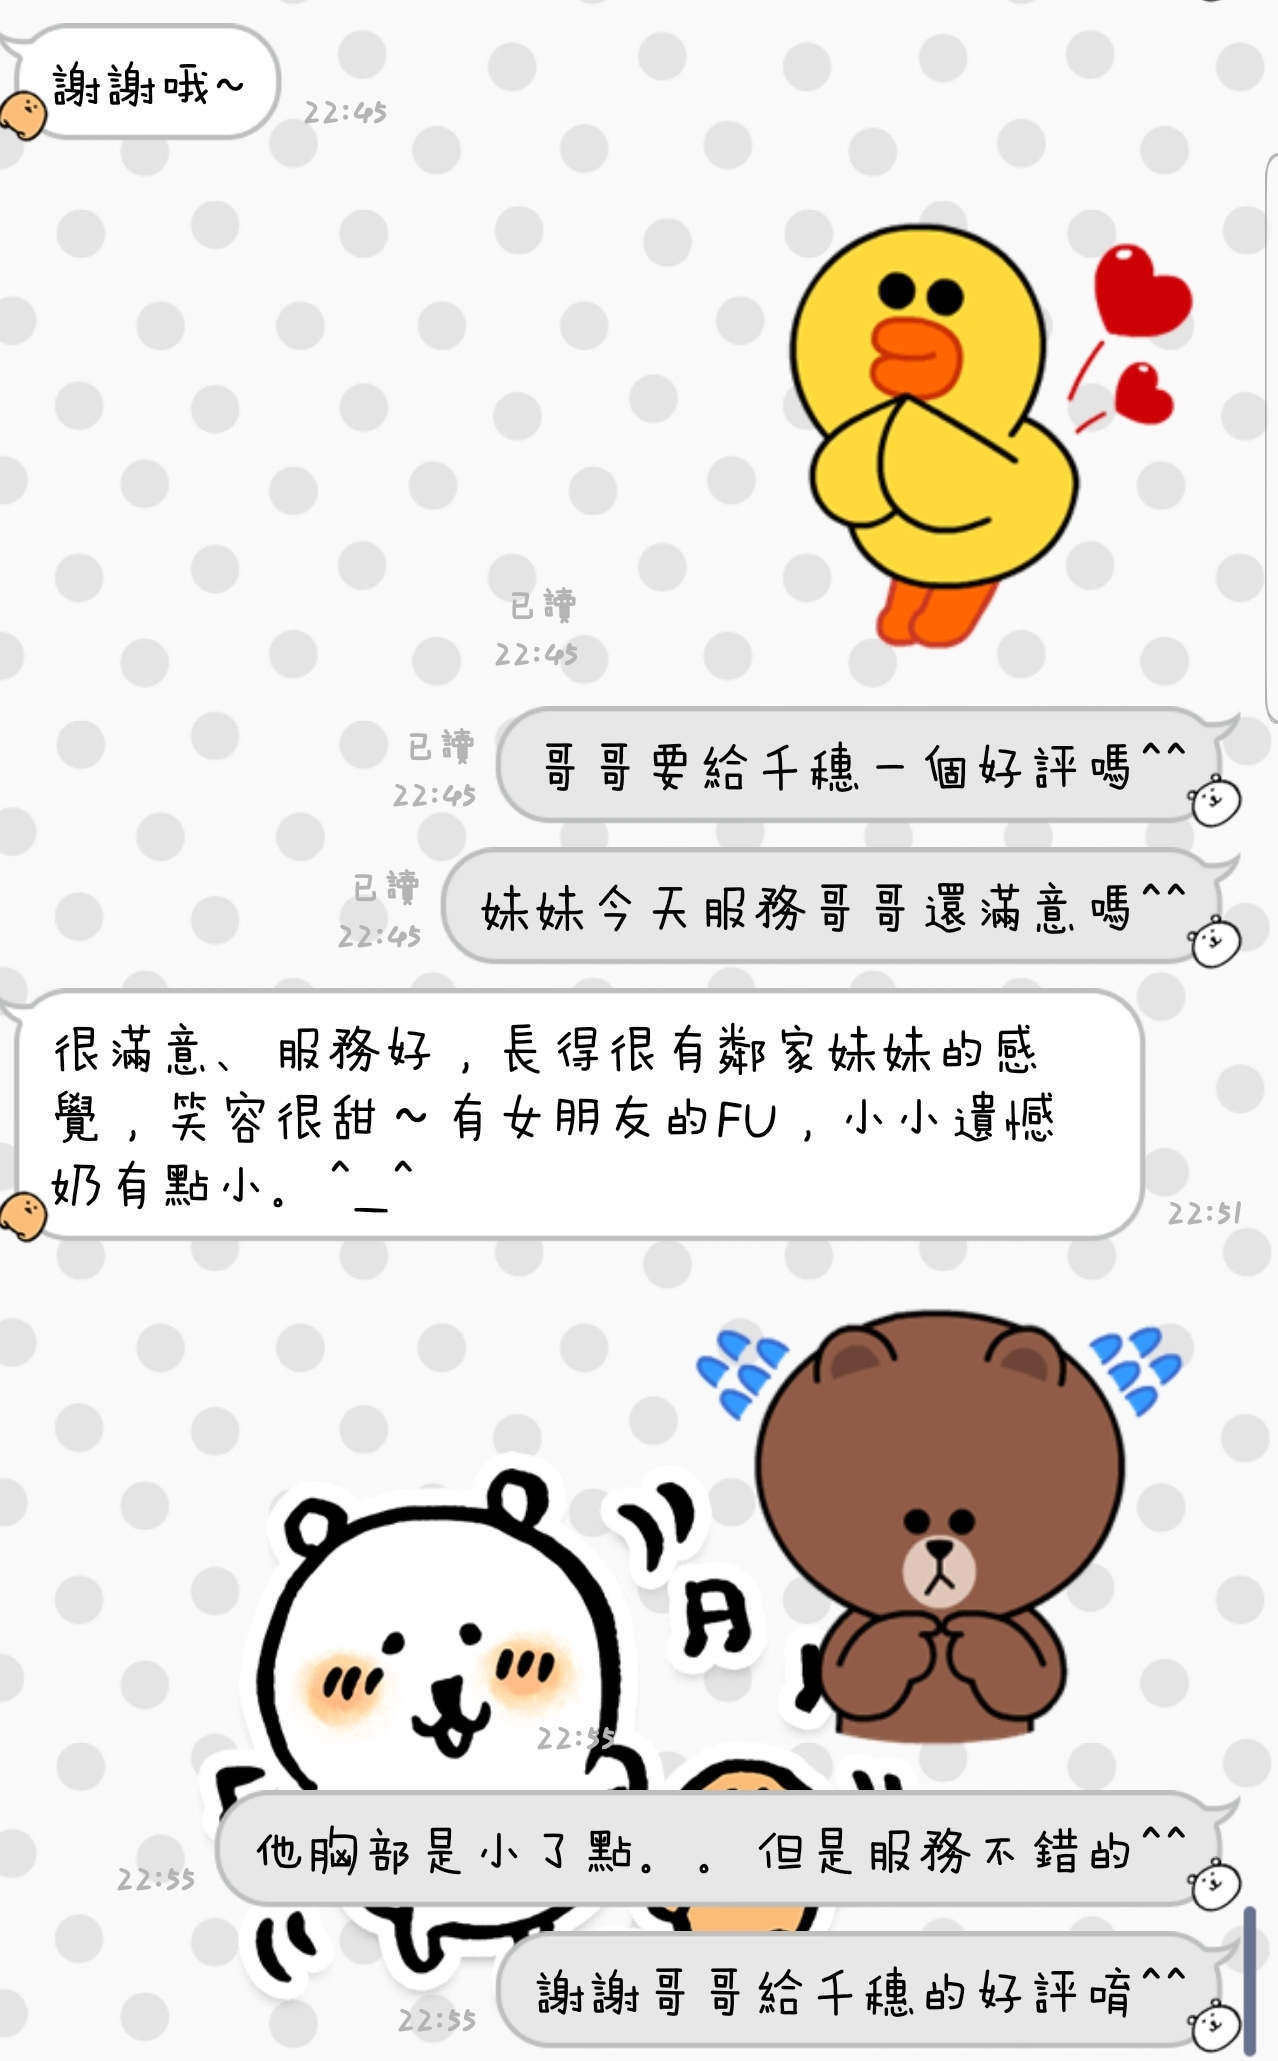 謝謝哦~
22:45
已讀
22:45
已讀
22:45
哥哥要給千穗一個好評嗎^^
已讀
22:45
妹妹今天服務哥哥還滿意嗎^^
很滿意、 服務好，長得很有鄰家妹妹的感
覺，笑容很甜~有女朋友的FU，小小遺憾
奶有點小。^_^
22:51
22:55
他胸部是小了點。。但是服務不錯的^^
22:55
謝謝哥哥給千穗的好評唷^^
22:55